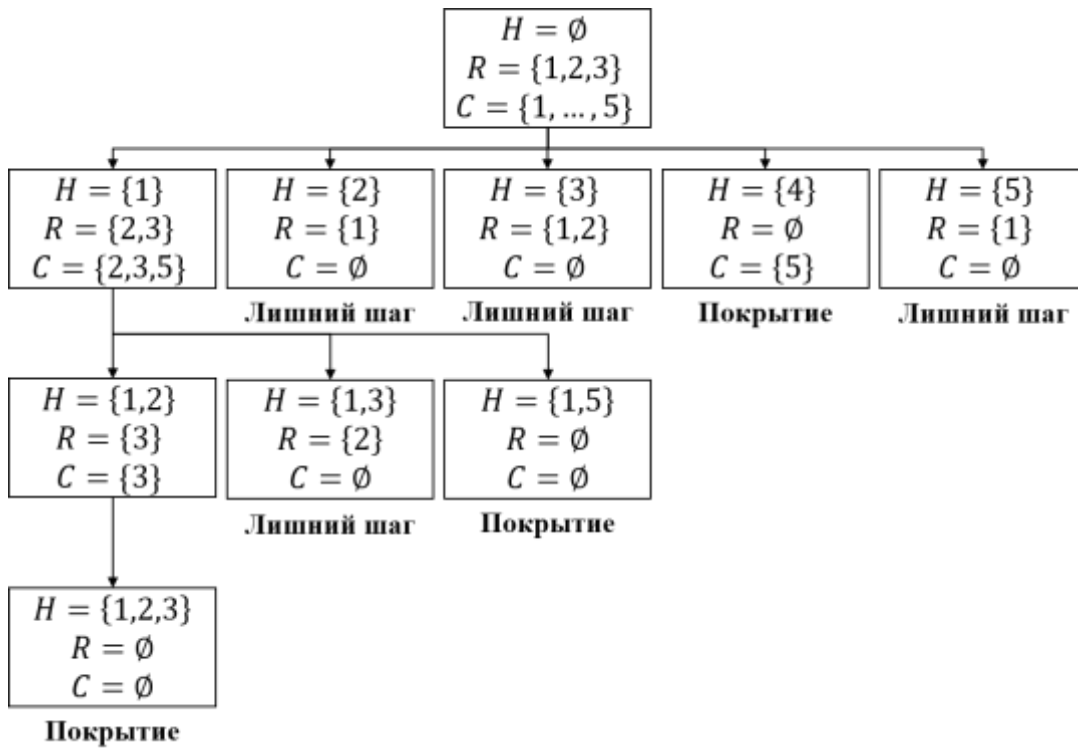 H = ∅
R = {1,2,3}
C = {1, … , 5}
H = {1}
R = {2,3}
C = {2,3,5}
H = {2}
R = {1}
C = ∅
Лишний шаг
H = {3}
R = {1,2}
C = ∅
Лишний шаг
H = {4}
R = ∅
C = {5}
Покрытие
H = {5}
R = {1}
C = ∅
Лишний шаг
H = {1,2}
R = {3}
C = {3}
H = {1,3}
R = {2}
C = ∅
Лишний шаг
H = {1,5}
R = ∅
C = ∅
Покрытие
H = {1,2,3}
R = ∅
C = ∅
Покрытие